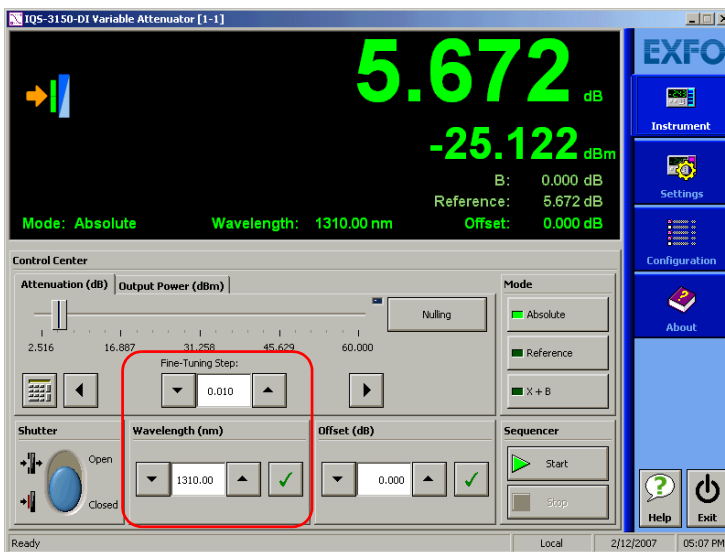 IQS-3150-DI Variable Attenuator [1-1]
EXFO
5.672 dB
-25.122 dBm
B: 0.000 dB
Reference: 5.672 dB
Mode: Absolute Wavelength: 1310.00 nm Offset: 0.000 dB
Instrument
Settings
Configuration
About
Control Center
Attenuation (dB) Output Power (dBm)
Nulling
2.516 16.887 31.258 45.629 60.000
Fine-Tuning Step:
0.010
Mode
Absolute
Reference
X + B
Shutter
Open
Closed
Wavelength (nm)
1310.00
Offset (dB)
0.000
Sequencer
Start
Stop
Help Exit
Ready Local 2/12/2007 05:07 PM